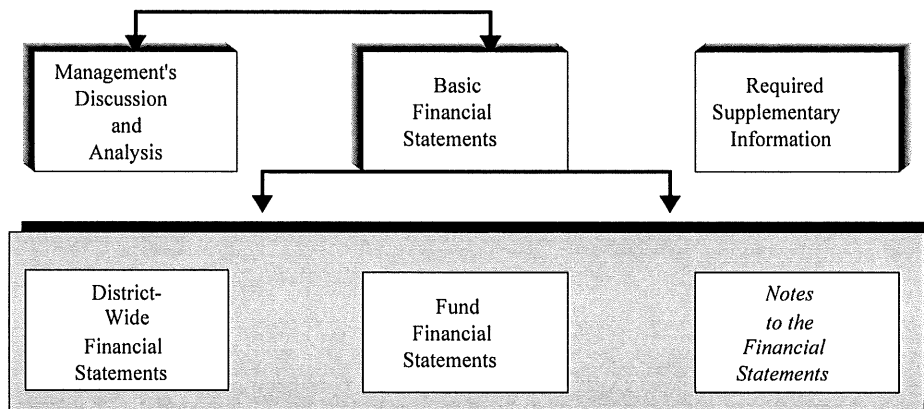 Management's
Discussion
and
Analysis
Basic
Financial
Statements
Required
Supplementary
Information
District-
Wide
Financial
Statements
Fund
Financial
Statements
Notes
to the
Financial
Statements